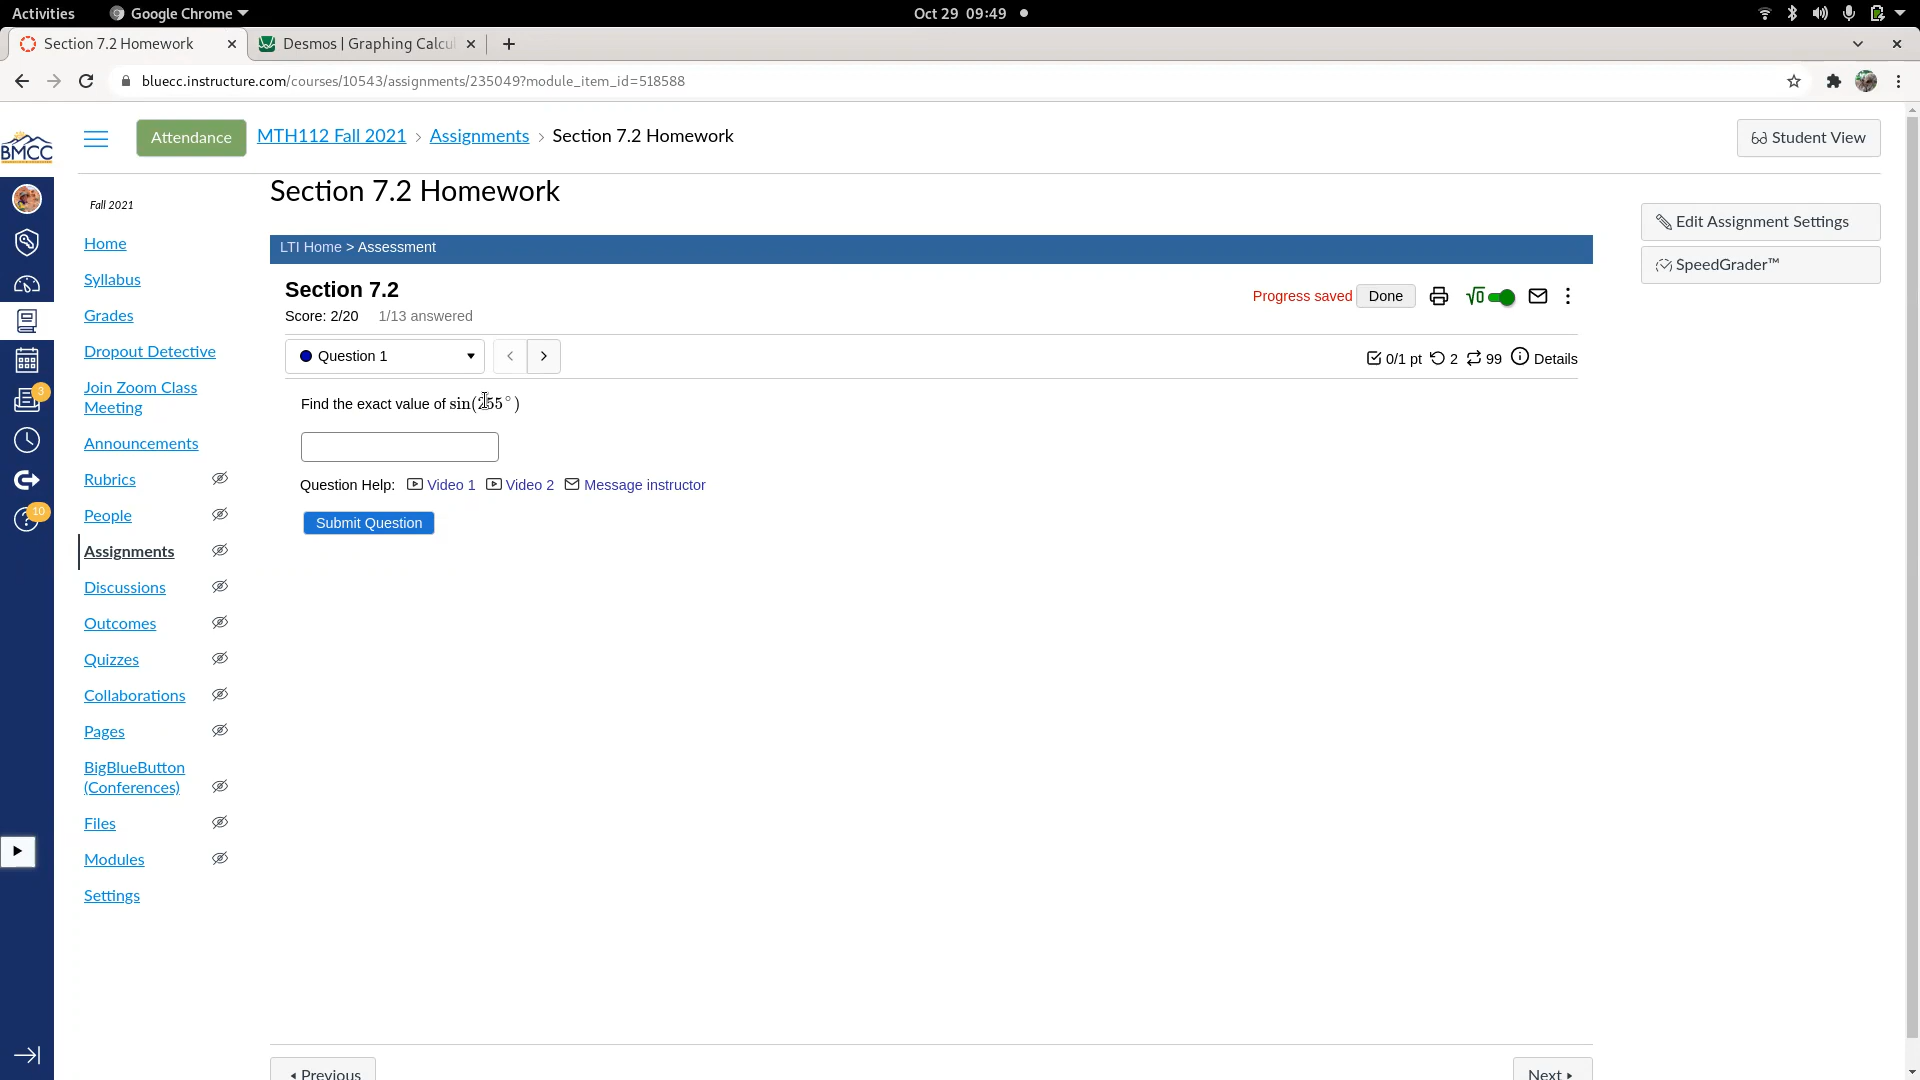 Activities
Google Chrome
Oct 29 09:49
Section 7.2 Homework
Desmos | Graphing Calcul
bluecc.instructure.com/courses/10543/assignments/235049?module_item_id=518588
BMCC
Attendance
MTH112 Fall 2021 › Assignments › Section 7.2 Homework
Student View
Section 7.2 Homework
Fall 2021
Home
Syllabus
Grades
Dropout Detective
Join Zoom Class
Meeting
Announcements
Rubrics
People
Assignments
Discussions
Outcomes
Quizzes
Collaborations
Pages
BigBlueButton
(Conferences)
Files
Modules
Settings
3
10
LTI Home > Assessment
Section 7.2
Score: 2/20 1/13 answered
Progress saved Done √0
Question 1 < >
0/1 pt 2 99 Details
Find the exact value of sin(255°)
Question Help: Video 1 Video 2 Message instructor
Submit Question
Previous
Next
Edit Assignment Settings
SpeedGrader™